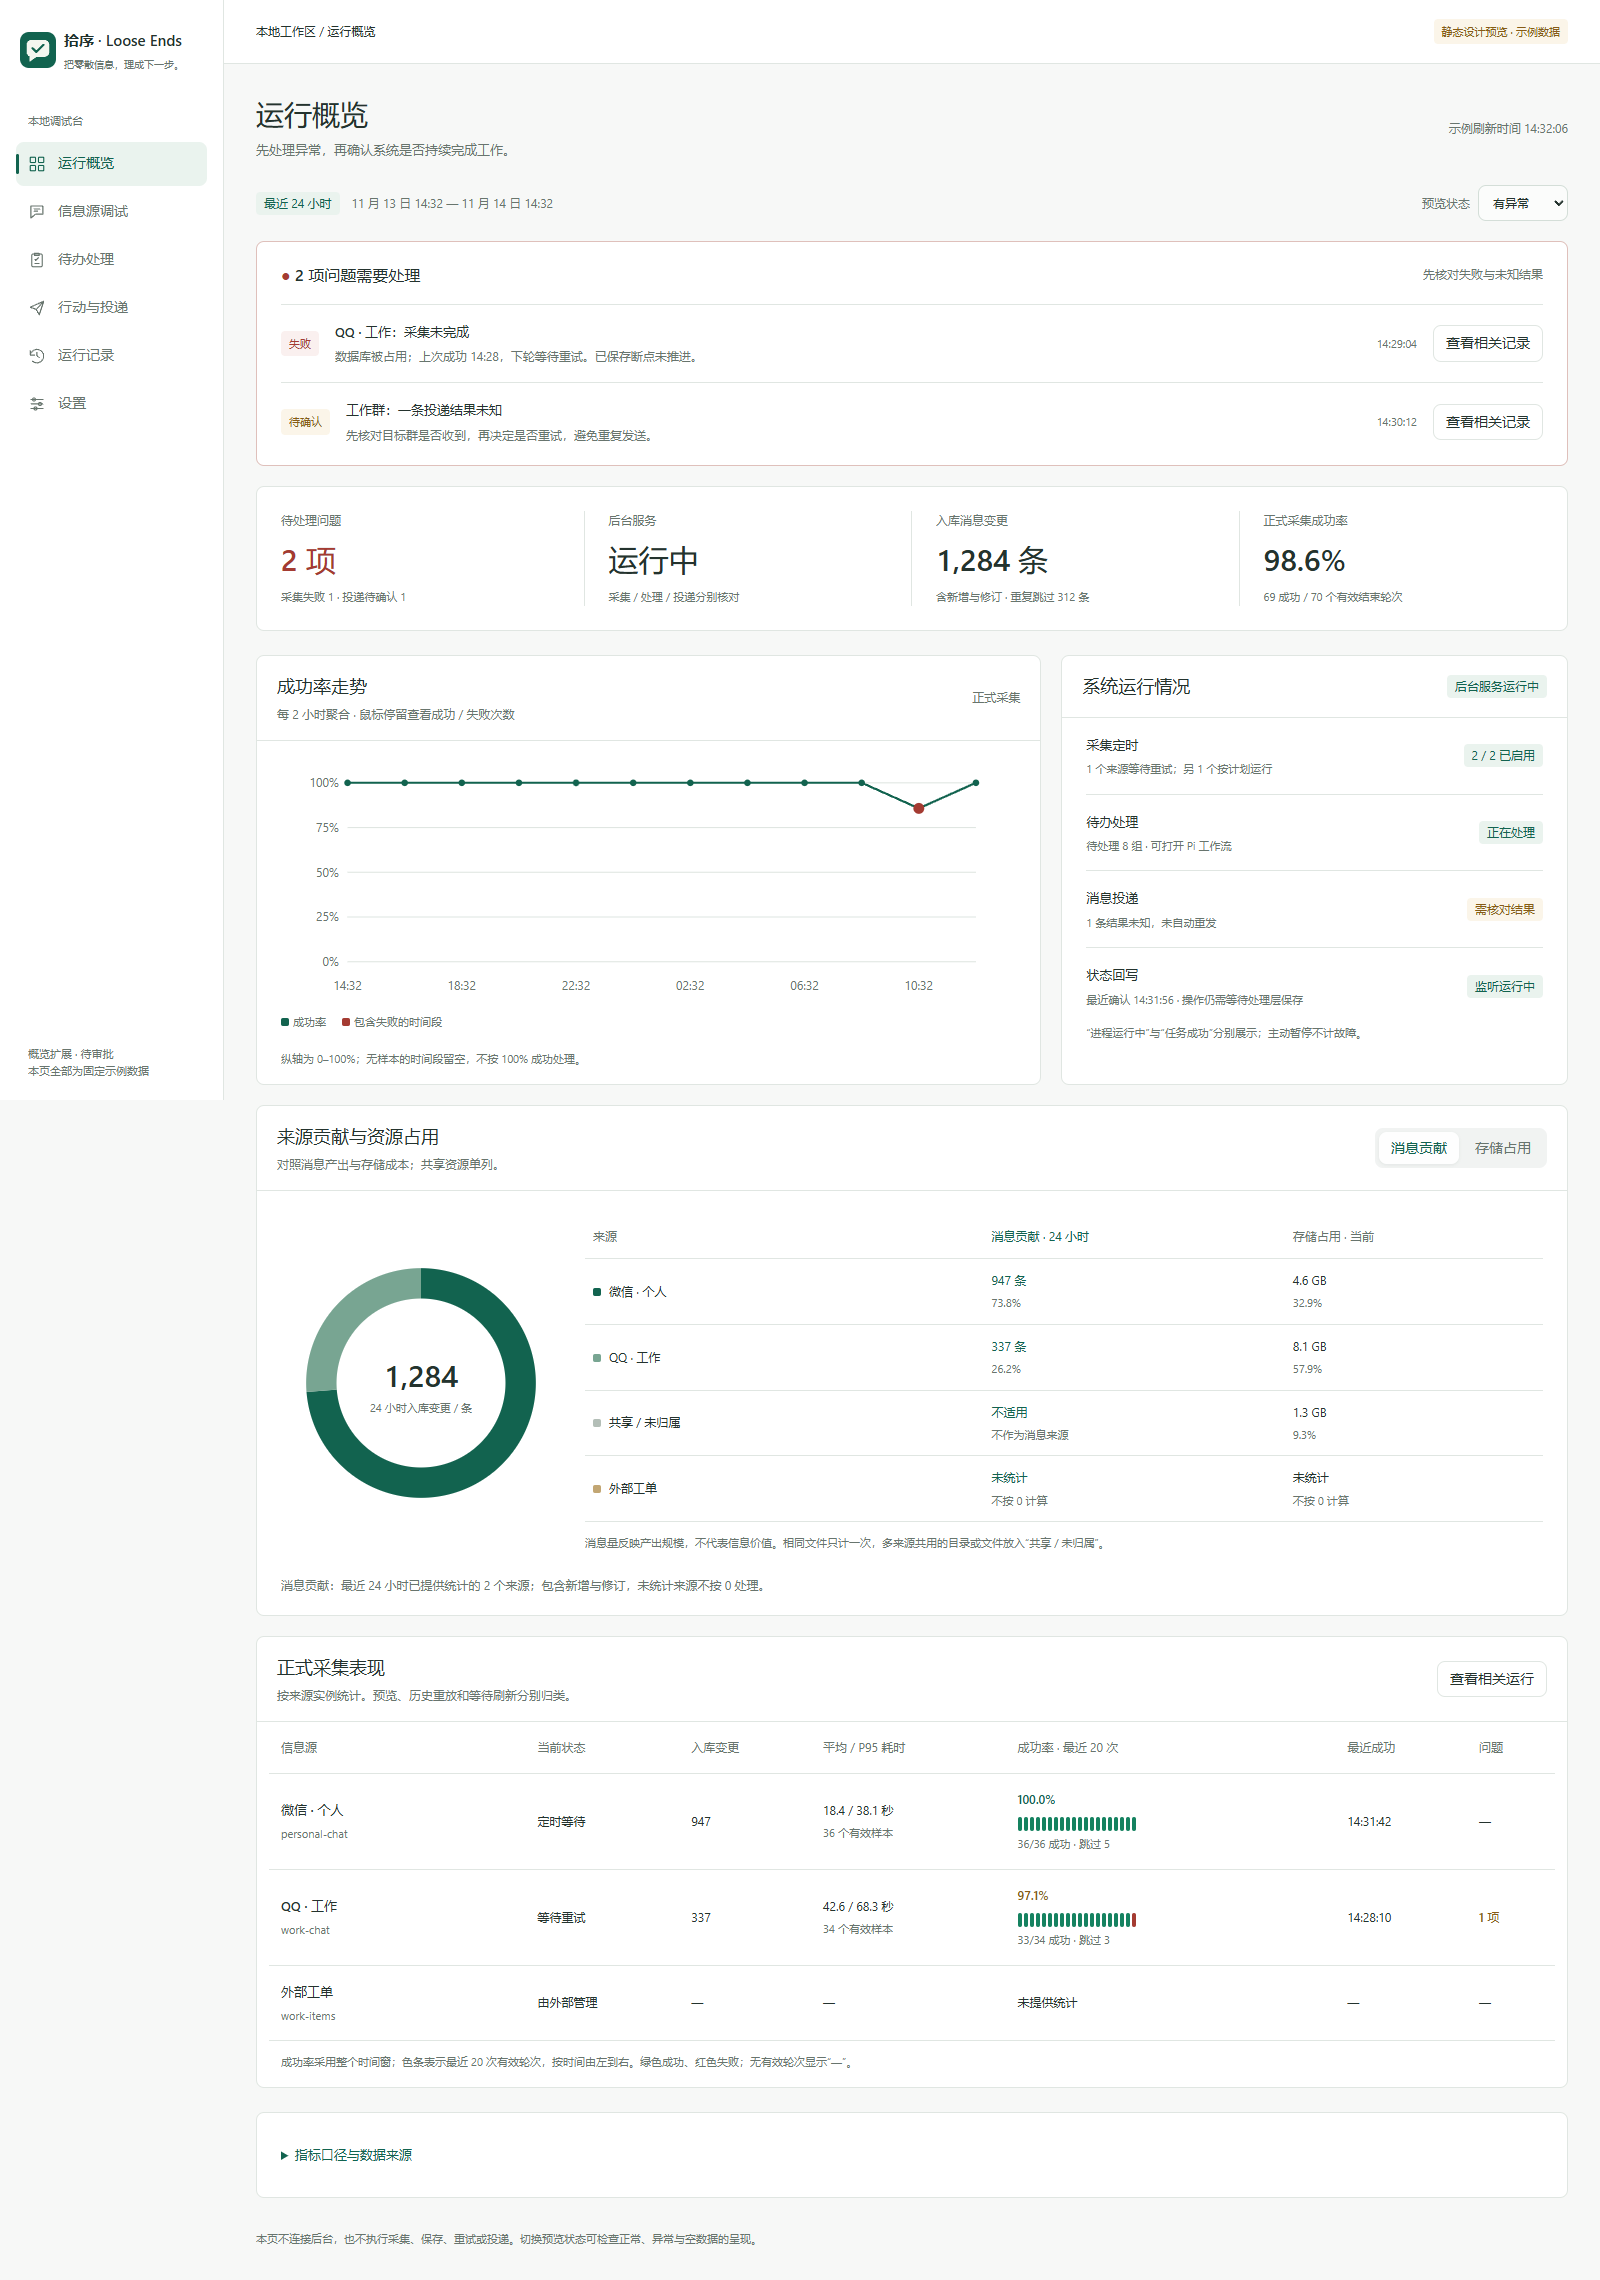 拾序 · Loose Ends
把零散信息，理成下一步。
本地调试台
运行概览
信息源调试
待办处理
行动与投递
运行记录
设置
概览扩展 · 待审批
本页全部为固定示例数据
本地工作区 / 运行概览
静态设计预览 · 示例数据
运行概览
先处理异常，再确认系统是否持续完成工作。
示例刷新时间 14:32:06
最近 24 小时
11 月 13 日 14:32 — 11 月 14 日 14:32
预览状态
有异常
2 项问题需要处理
先核对失败与未知结果
失败
QQ · 工作：采集未完成
数据库被占用；上次成功 14:28，下轮等待重试。已保存断点未推进。
14:29:04
查看相关记录
待确认
工作群：一条投递结果未知
先核对目标群是否收到，再决定是否重试，避免重复发送。
14:30:12
查看相关记录
待处理问题
2 项
采集失败 1 · 投递待确认 1
后台服务
运行中
采集 / 处理 / 投递分别核对
入库消息变更
1,284 条
含新增与修订 · 重复跳过 312 条
正式采集成功率
98.6%
69 成功 / 70 个有效结束轮次
成功率走势
每 2 小时聚合 · 鼠标停留查看成功 / 失败次数
正式采集
100%
75%
50%
25%
0%
14:32
18:32
22:32
02:32
06:32
10:32
成功率
包含失败的时间段
纵轴为 0–100%；无样本的时间段留空，不按 100% 成功处理。
系统运行情况
后台服务运行中
采集定时
1 个来源等待重试；另 1 个按计划运行
2 / 2 已启用
待办处理
待处理 8 组 · 可打开 Pi 工作流
正在处理
消息投递
1 条结果未知，未自动重发
需核对结果
状态回写
最近确认 14:31:56 · 操作仍需等待处理层保存
监听运行中
“进程运行中”与“任务成功”分别展示；主动暂停不计故障。
来源贡献与资源占用
对照消息产出与存储成本；共享资源单列。
消息贡献
存储占用
1,284
24 小时入库变更 / 条
来源
消息贡献 · 24 小时
存储占用 · 当前
微信 · 个人
947 条
73.8%
4.6 GB
32.9%
QQ · 工作
337 条
26.2%
8.1 GB
57.9%
共享 / 未归属
不适用
不作为消息来源
1.3 GB
9.3%
外部工单
未统计
不按 0 计算
未统计
不按 0 计算
消息量反映产出规模，不代表信息价值。相同文件只计一次，多来源共用的目录或文件放入“共享 / 未归属”。
消息贡献：最近 24 小时已提供统计的 2 个来源；包含新增与修订，未统计来源不按 0 处理。
正式采集表现
按来源实例统计。预览、历史重放和等待刷新分别归类。
查看相关运行
信息源
当前状态
入库变更
平均 / P95 耗时
成功率 · 最近 20 次
最近成功
问题
微信 · 个人
personal-chat
定时等待
947
18.4 / 38.1 秒
36 个有效样本
100.0%
36/36 成功 · 跳过 5
14:31:42
—
QQ · 工作
work-chat
等待重试
337
42.6 / 68.3 秒
34 个有效样本
97.1%
33/34 成功 · 跳过 3
14:28:10
1 项
外部工单
work-items
由外部管理
—
—
未提供统计
—
—
成功率采用整个时间窗；色条表示最近 20 次有效轮次，按时间由左到右。绿色成功、红色失败；无有效轮次显示“—”。
指标口径与数据来源
本页不连接后台，也不执行采集、保存、重试或投递。切换预览状态可检查正常、异常与空数据的呈现。